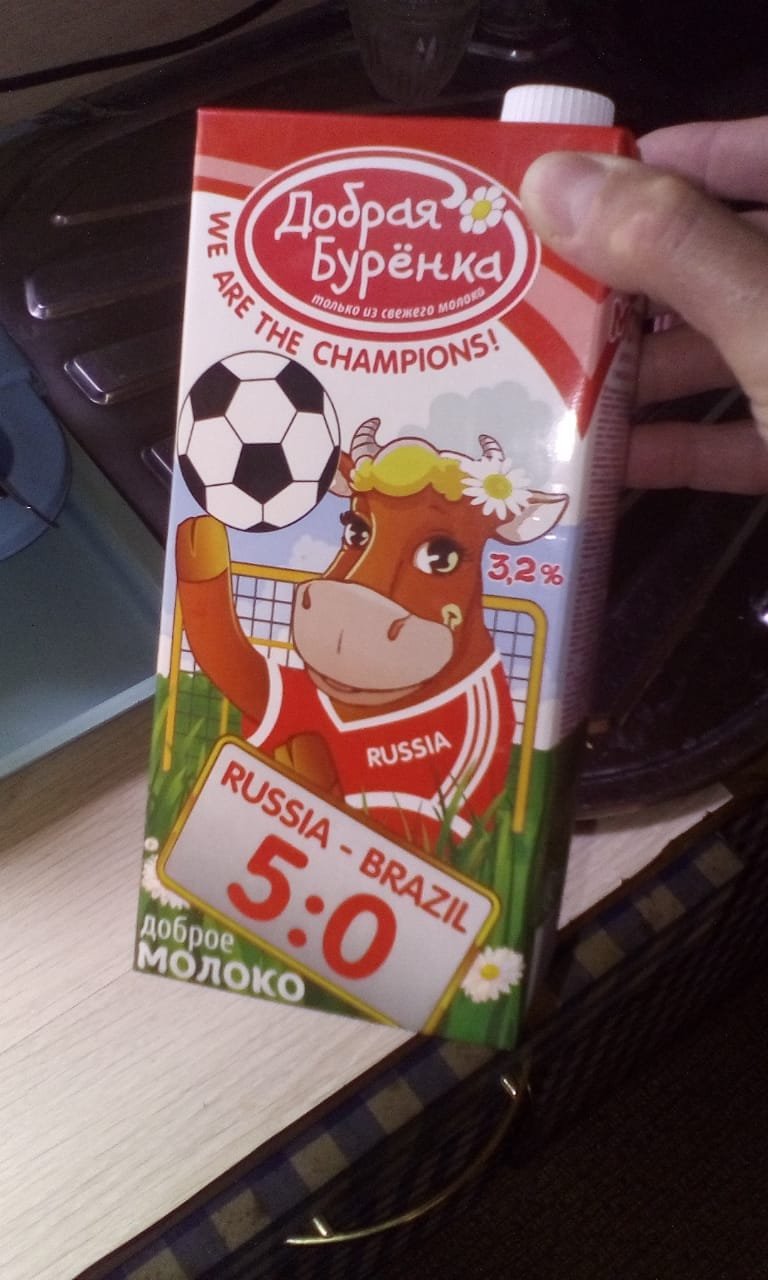 Добрая
Бурёнка
только из свежего молока
WE ARE THE CHAMPIONS!
3,2%
RUSSIA
RUSSIA - BRAZIL
5:0
доброе
МОЛОКО